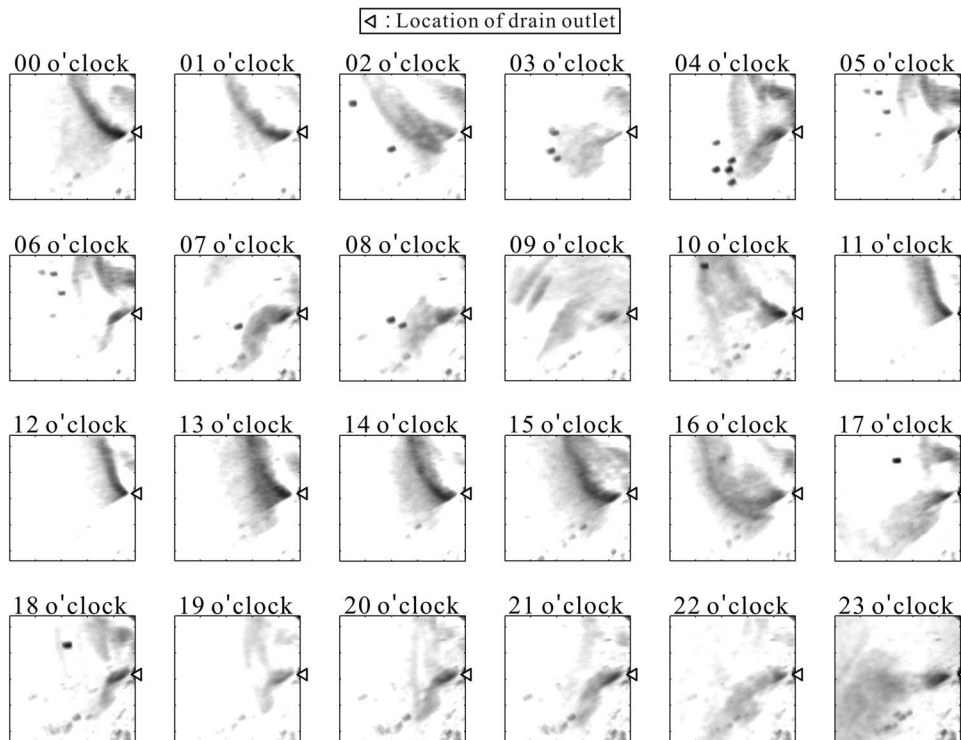 ◁ : Location of drain outlet
00 o'clock 01 o'clock 02 o'clock 03 o'clock 04 o'clock 05 o'clock
06 o'clock 07 o'clock 08 o'clock 09 o'clock 10 o'clock 11 o'clock
12 o'clock 13 o'clock 14 o'clock 15 o'clock 16 o'clock 17 o'clock
18 o'clock 19 o'clock 20 o'clock 21 o'clock 22 o'clock 23 o'clock